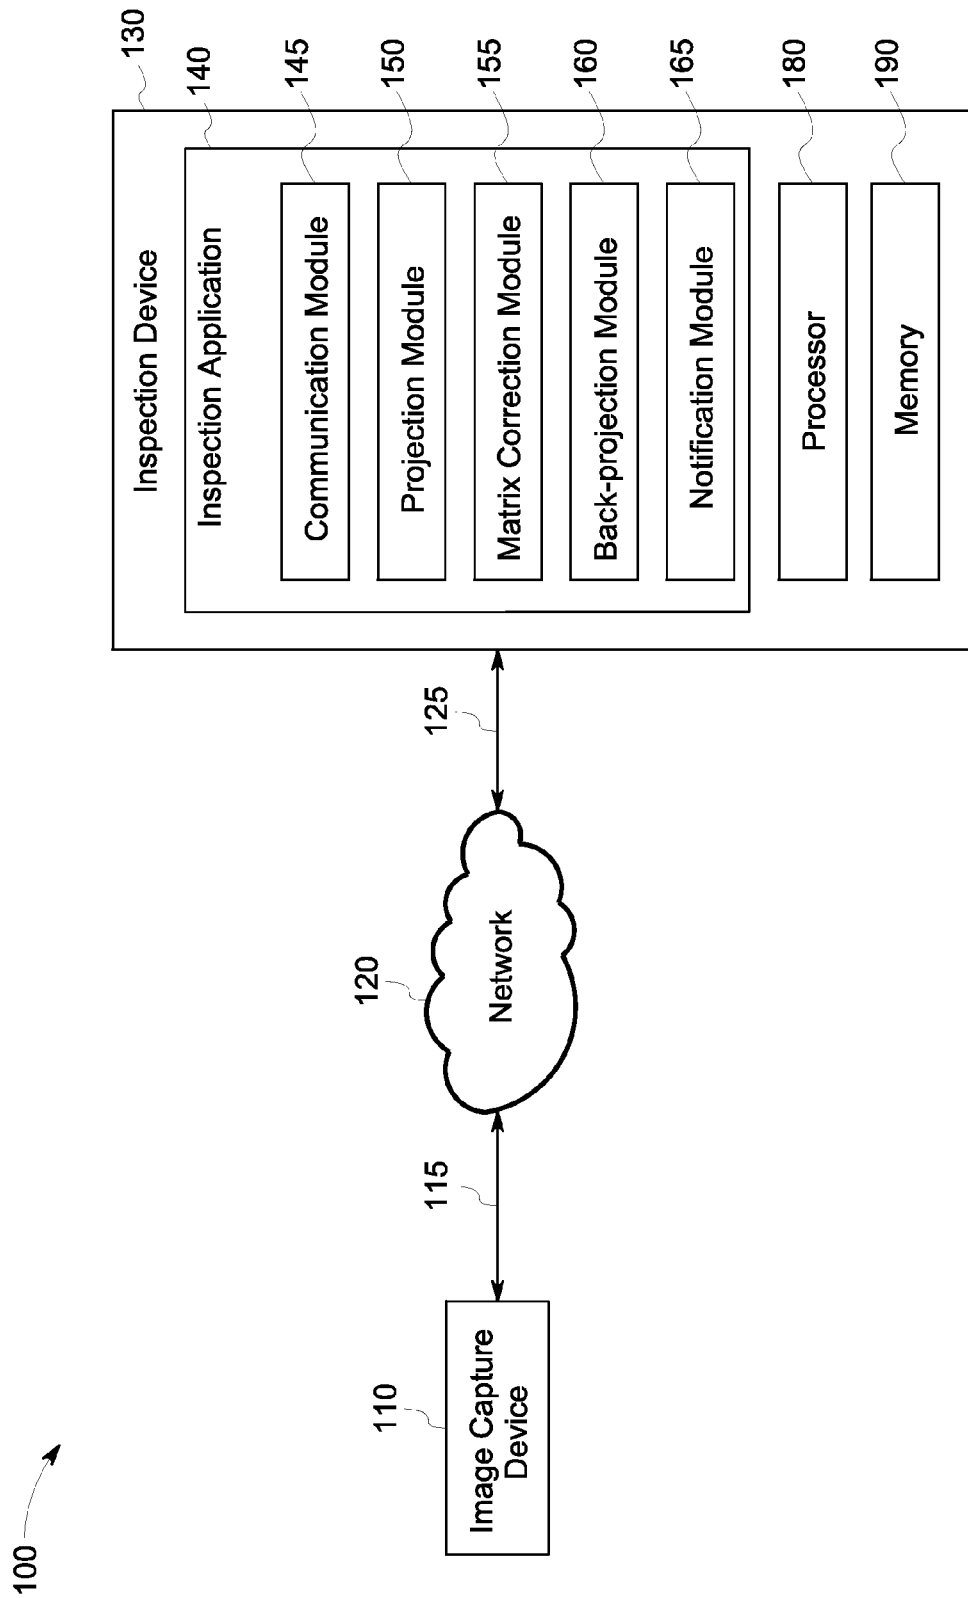 100
110
Image Capture
Device
115
120
Network
125
130
Inspection Device
140
Inspection Application
145
Communication Module
150
Projection Module
155
Matrix Correction Module
160
Back-projection Module
165
Notification Module
180
Processor
190
Memory